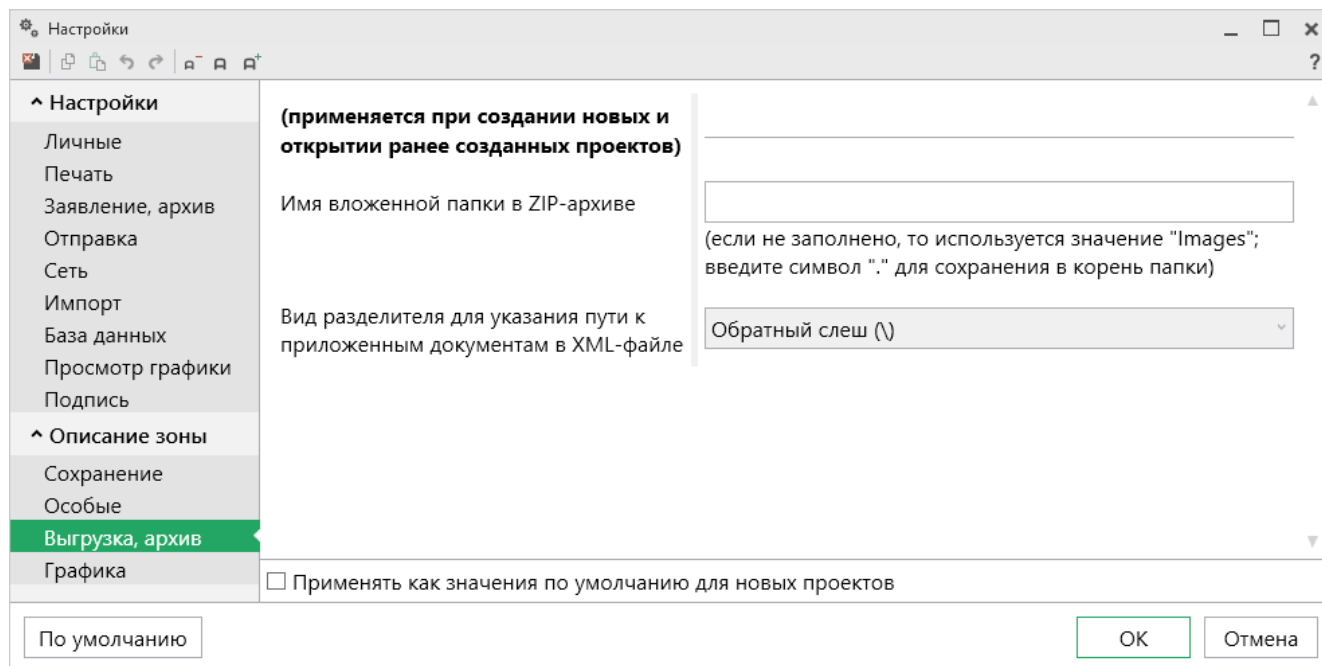 Настройки
?
Настройки
Личные
Печать
Заявление, архив
Отправка
Сеть
Импорт
База данных
Просмотр графики
Подпись
Описание зоны
Сохранение
Особые
Выгрузка, архив
Графика
(применяется при создании новых и
открытии ранее созданных проектов)
Имя вложенной папки в ZIP-архиве
(если не заполнено, то используется значение "Images";
введите символ "." для сохранения в корень папки)
Вид разделителя для указания пути к
приложенным документам в XML-файле
Обратный слеш (\)
Применять как значения по умолчанию для новых проектов
По умолчанию
ОК
Отмена